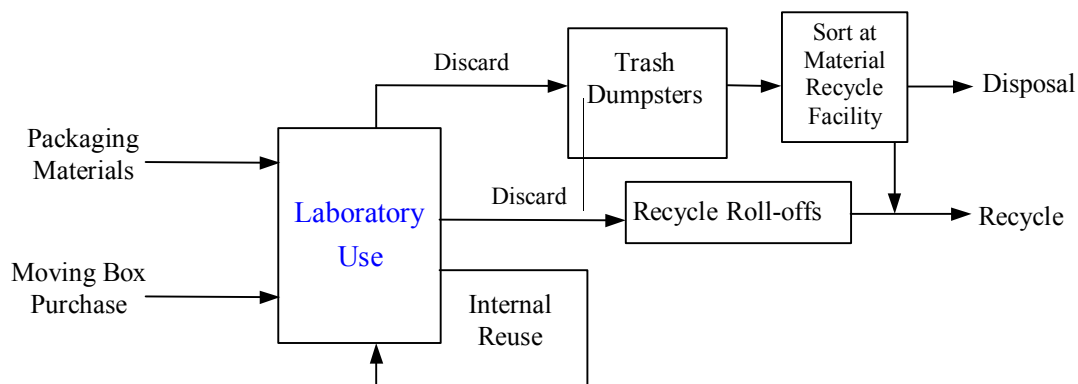 Packaging
Materials
Moving Box
Purchase
Laboratory
Use
Discard
Trash
Dumpsters
Sort at
Material
Recycle
Facility
Disposal
Discard
Recycle Roll-offs
Recycle
Internal
Reuse